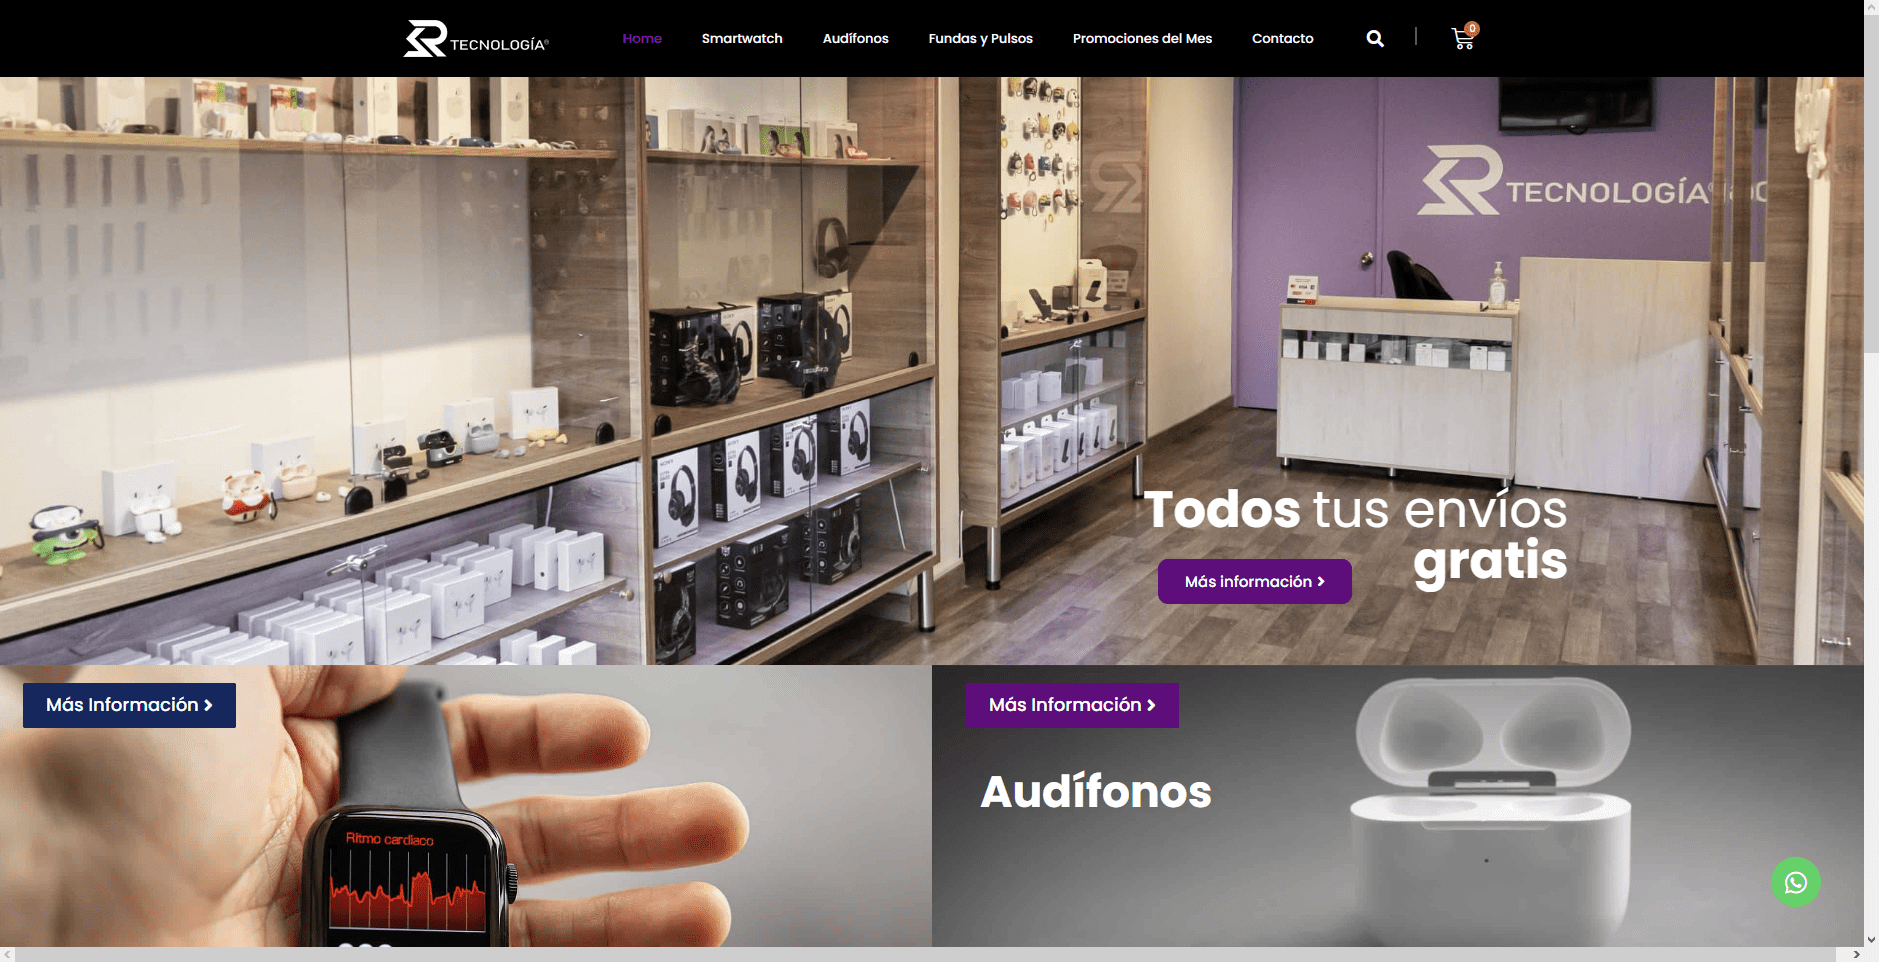 TECNOLOGÍA®
Home
Smartwatch
Audífonos
Fundas y Pulsos
Promociones del Mes
Contacto
0
TECNOLOGÍA®
SONY
Todos tus envíos
gratis
Más información
Más Información
Más Información
Audífonos
Ritmo cardíaco